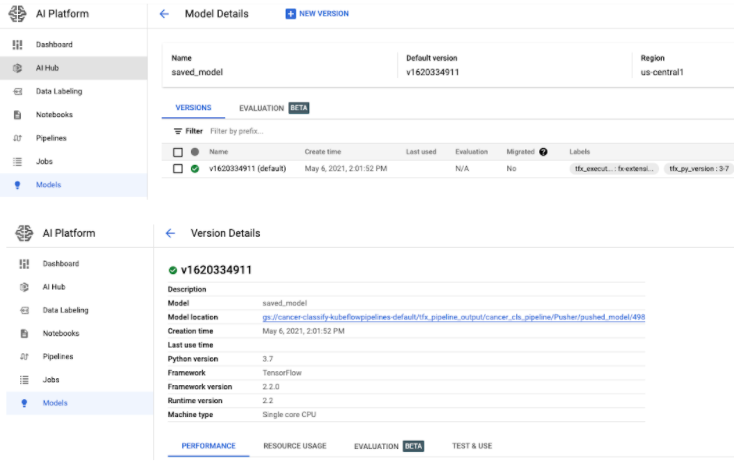 AI Platform
Model Details
NEW VERSION
Dashboard
AI Hub
Data Labeling
Notebooks
Pipelines
Jobs
Models
Name
Default version
Region
saved_model
v1620334911
us-central1
VERSIONS
EVALUATION BETA
Filter Filter by prefix...
Name Create time Last used Evaluation Migrated ? Labels
v1620334911 (default) May 6, 2021, 2:01:52 PM N/A No tfx_execut... : fx-extensi... tfx_py_version : 3-7
AI Platform
Version Details
Dashboard
AI Hub
Data Labeling
Notebooks
Pipelines
Jobs
Models
v1620334911
Description
Model saved_model
Model location gs://cancer-classify-kubeflowpipelines-default/tfx_pipeline_output/cancer_cls_pipeline/Pusher/pushed_model/498
Creation time May 6, 2021, 2:01:52 PM
Last use time
Python version 3.7
Framework TensorFlow
Framework version 2.2.0
Runtime version 2.2
Machine type Single core CPU
PERFORMANCE
RESOURCE USAGE
EVALUATION BETA
TEST & USE